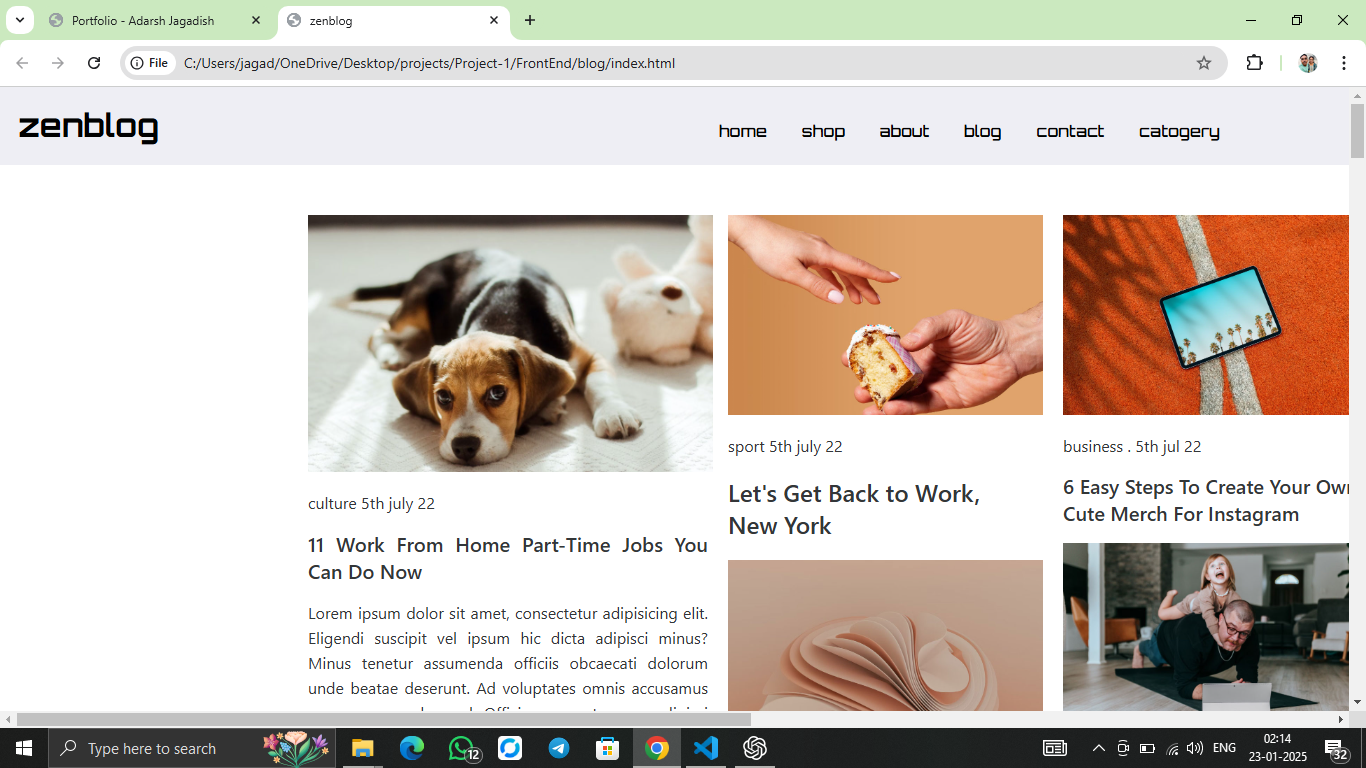 Portfolio - Adarsh Jagadish
zenblog
File
C:/Users/jagad/OneDrive/Desktop/projects/Project-1/FrontEnd/blog/index.html
zenblog
home shop about blog contact catogery
culture 5th july 22
11 Work From Home Part-Time Jobs You
Can Do Now
Lorem ipsum dolor sit amet, consectetur adipisicing elit.
Eligendi suscipit vel ipsum hic dicta adipisci minus?
Minus tenetur assumenda officiis obcaecati dolorum
unde beatae deserunt. Ad voluptates omnis accusamus
sport 5th july 22
Let's Get Back to Work,
New York
business . 5th jul 22
6 Easy Steps To Create Your Own
Cute Merch For Instagram
Type here to search
12
ENG
02:14
23-01-2025
32